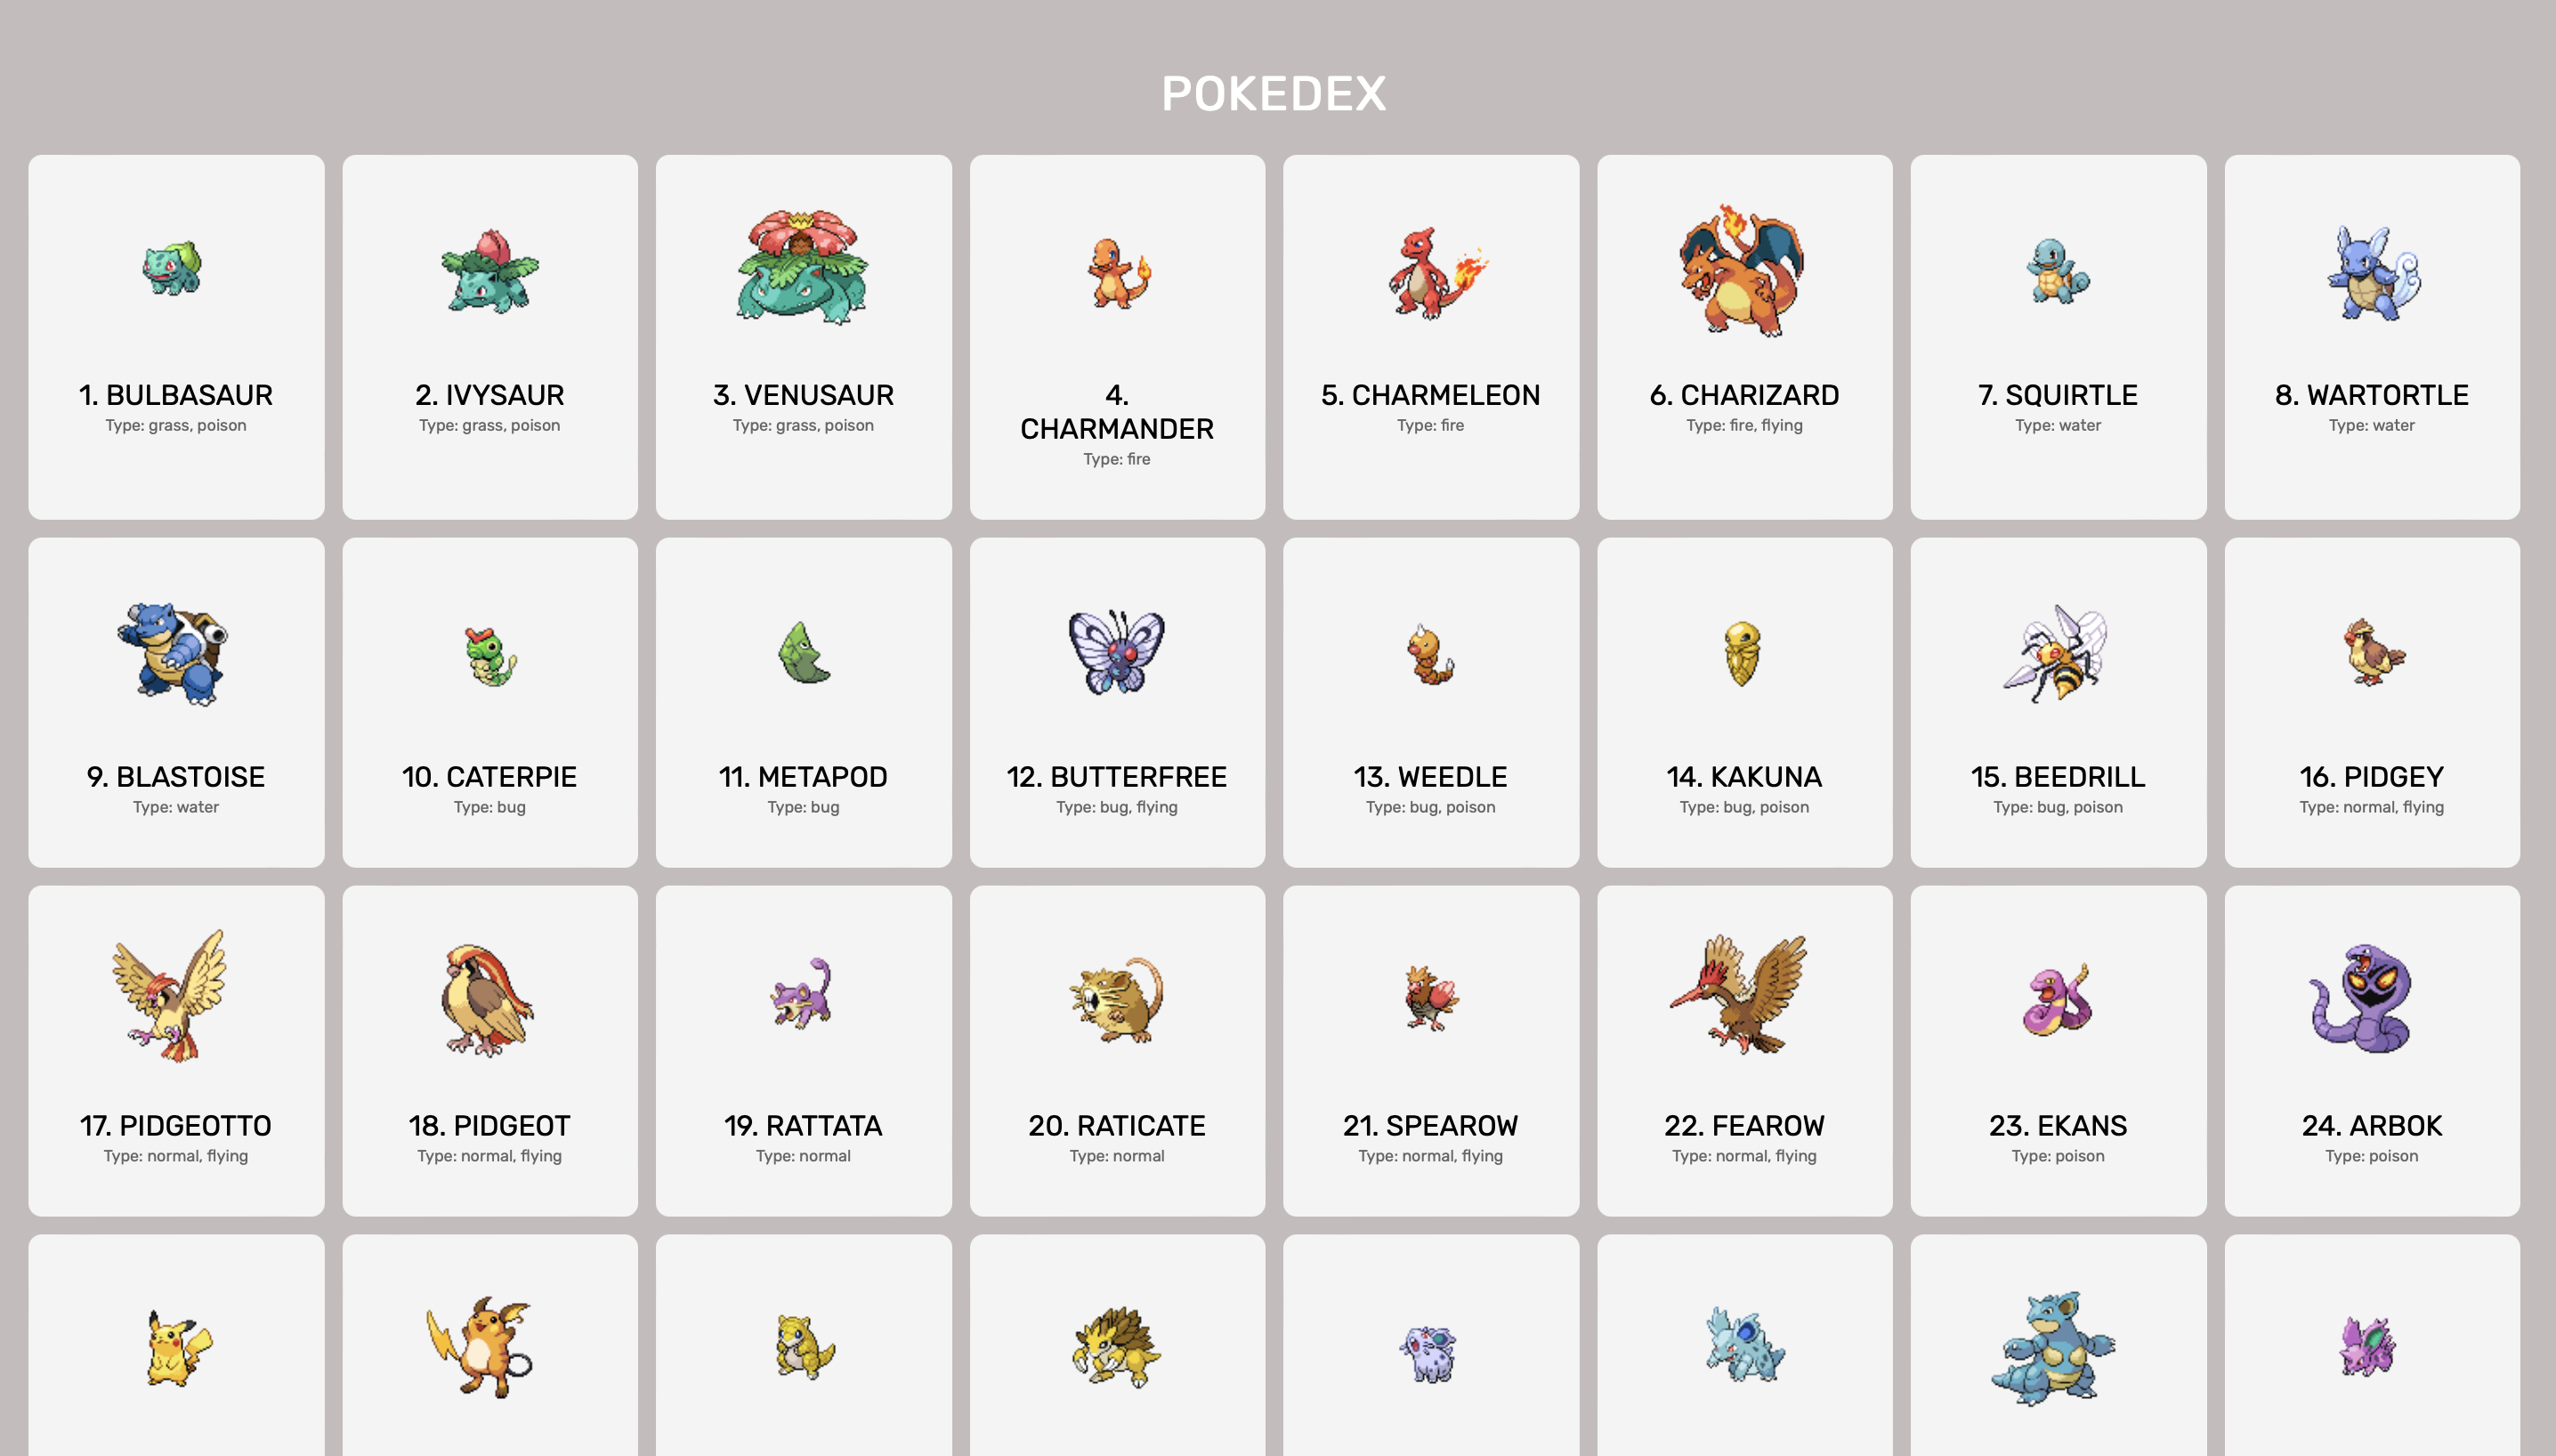 POKEDEX
1. BULBASAUR
Type: grass, poison
2. IVYSAUR
Type: grass, poison
3. VENUSAUR
Type: grass, poison
4.
CHARMANDER
Type: fire
5. CHARMELEON
Type: fire
6. CHARIZARD
Type: fire, flying
7. SQUIRTLE
Type: water
8. WARTORTLE
Type: water
9. BLASTOISE
Type: water
10. CATERPIE
Type: bug
11. METAPOD
Type: bug
12. BUTTERFREE
Type: bug, flying
13. WEEDLE
Type: bug, poison
14. KAKUNA
Type: bug, poison
15. BEEDRILL
Type: bug, poison
16. PIDGEY
Type: normal, flying
17. PIDGEOTTO
Type: normal, flying
18. PIDGEOT
Type: normal, flying
19. RATTATA
Type: normal
20. RATICATE
Type: normal
21. SPEAROW
Type: normal, flying
22. FEAROW
Type: normal, flying
23. EKANS
Type: poison
24. ARBOK
Type: poison